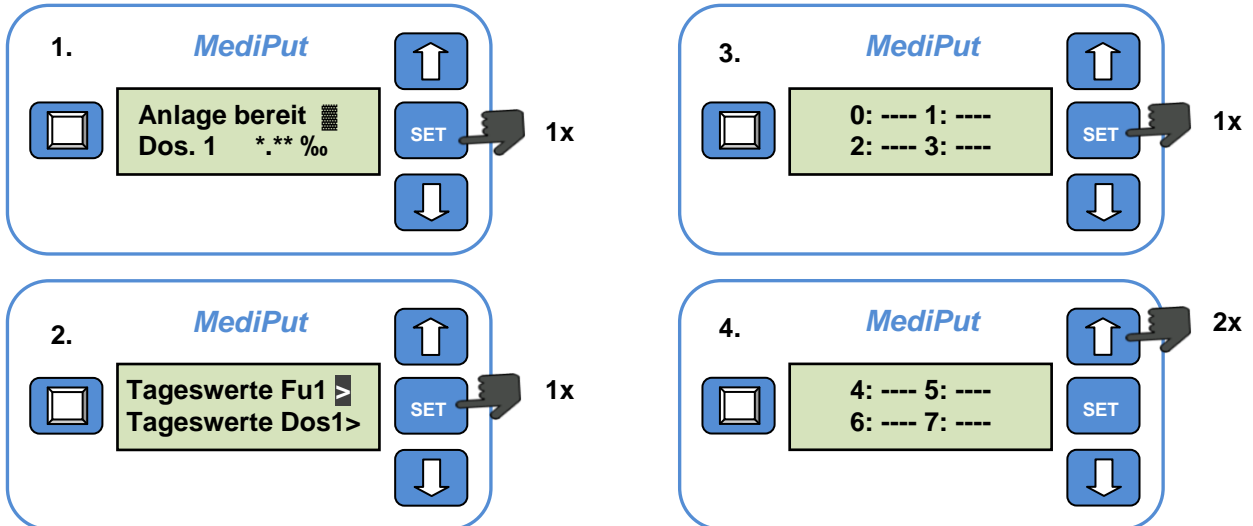 1.
MediPut
Anlage bereit ▒
Dos. 1 *.** ‰
SET
1x
2.
MediPut
Tageswerte Fu1 >
Tageswerte Dos1>
SET
1x
3.
MediPut
0: ---- 1: ----
2: ---- 3: ----
SET
1x
4.
MediPut
4: ---- 5: ----
6: ---- 7: ----
SET
2x